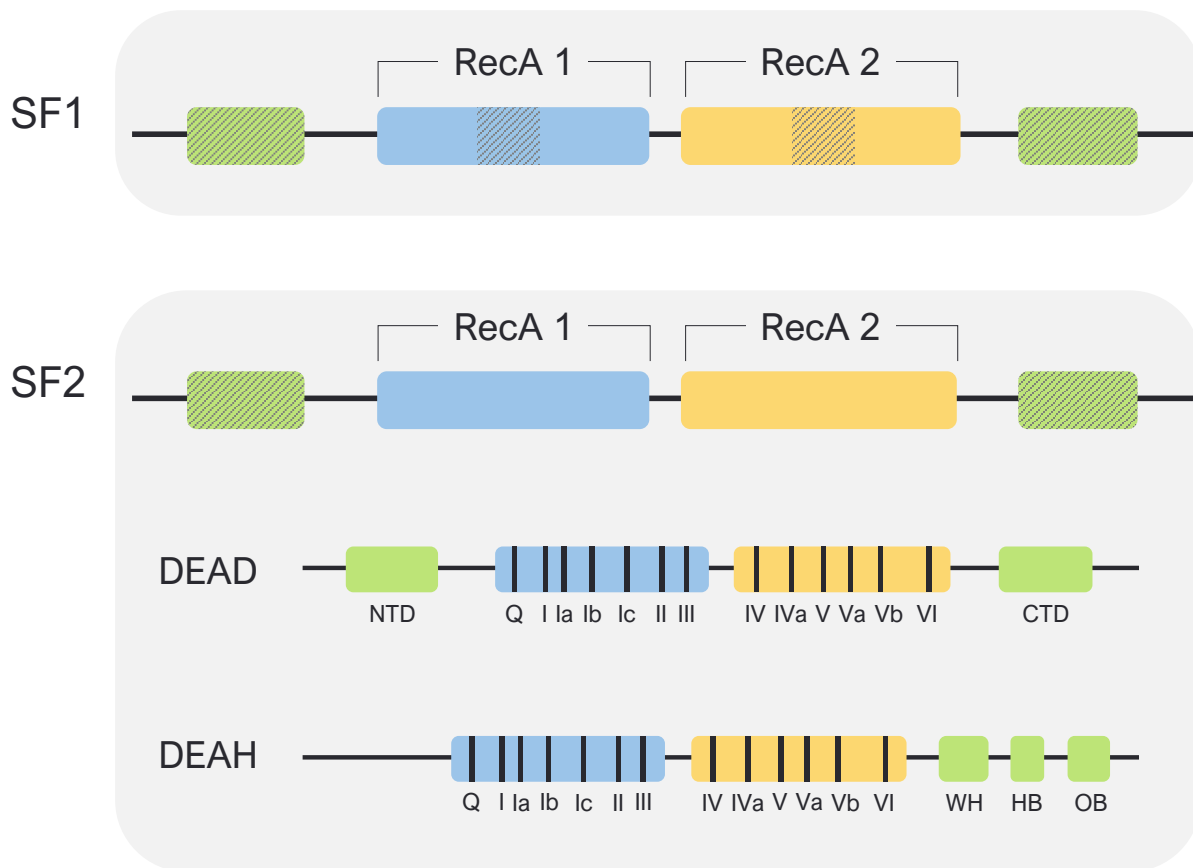 RecA 1 RecA 2
SF1
RecA 1 RecA 2
SF2
DEAD
NTD Q I Ia Ib Ic II III IV IVa V Va Vb VI CTD
DEAH
Q I Ia Ib Ic II III IV IVa V Va Vb VI WH HB OB